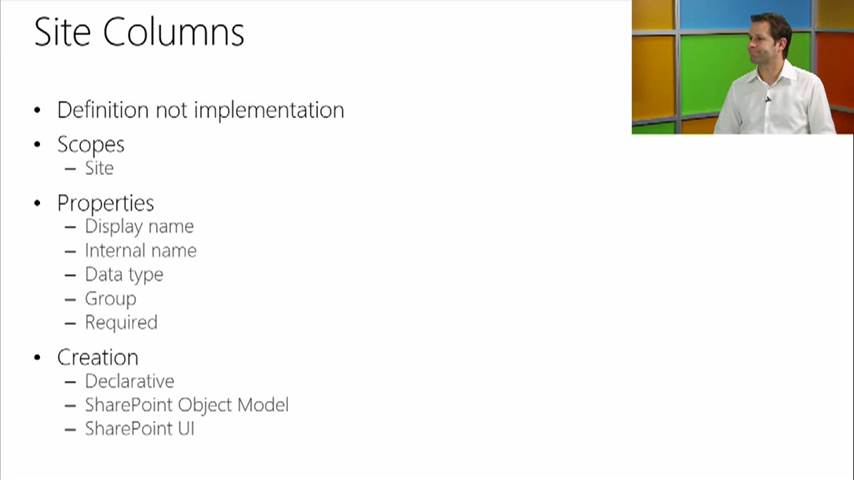 Site Columns
• Definition not implementation
• Scopes
– Site
• Properties
– Display name
– Internal name
– Data type
– Group
– Required
• Creation
– Declarative
– SharePoint Object Model
– SharePoint UI